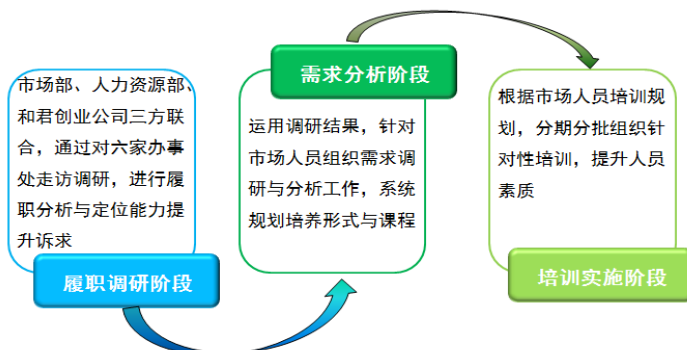 市场部、人力资源部、
和君创业公司三方联
合，通过对六家办事
处走访调研，进行履
职分析与定位能力提
升诉求
履职调研阶段
需求分析阶段
运用调研结果，针对
市场人员组织需求调
研与分析工作，系统
规划培养形式与课程
根据市场人员培训规
划，分期分批组织针
对性培训，提升人员
素质
培训实施阶段